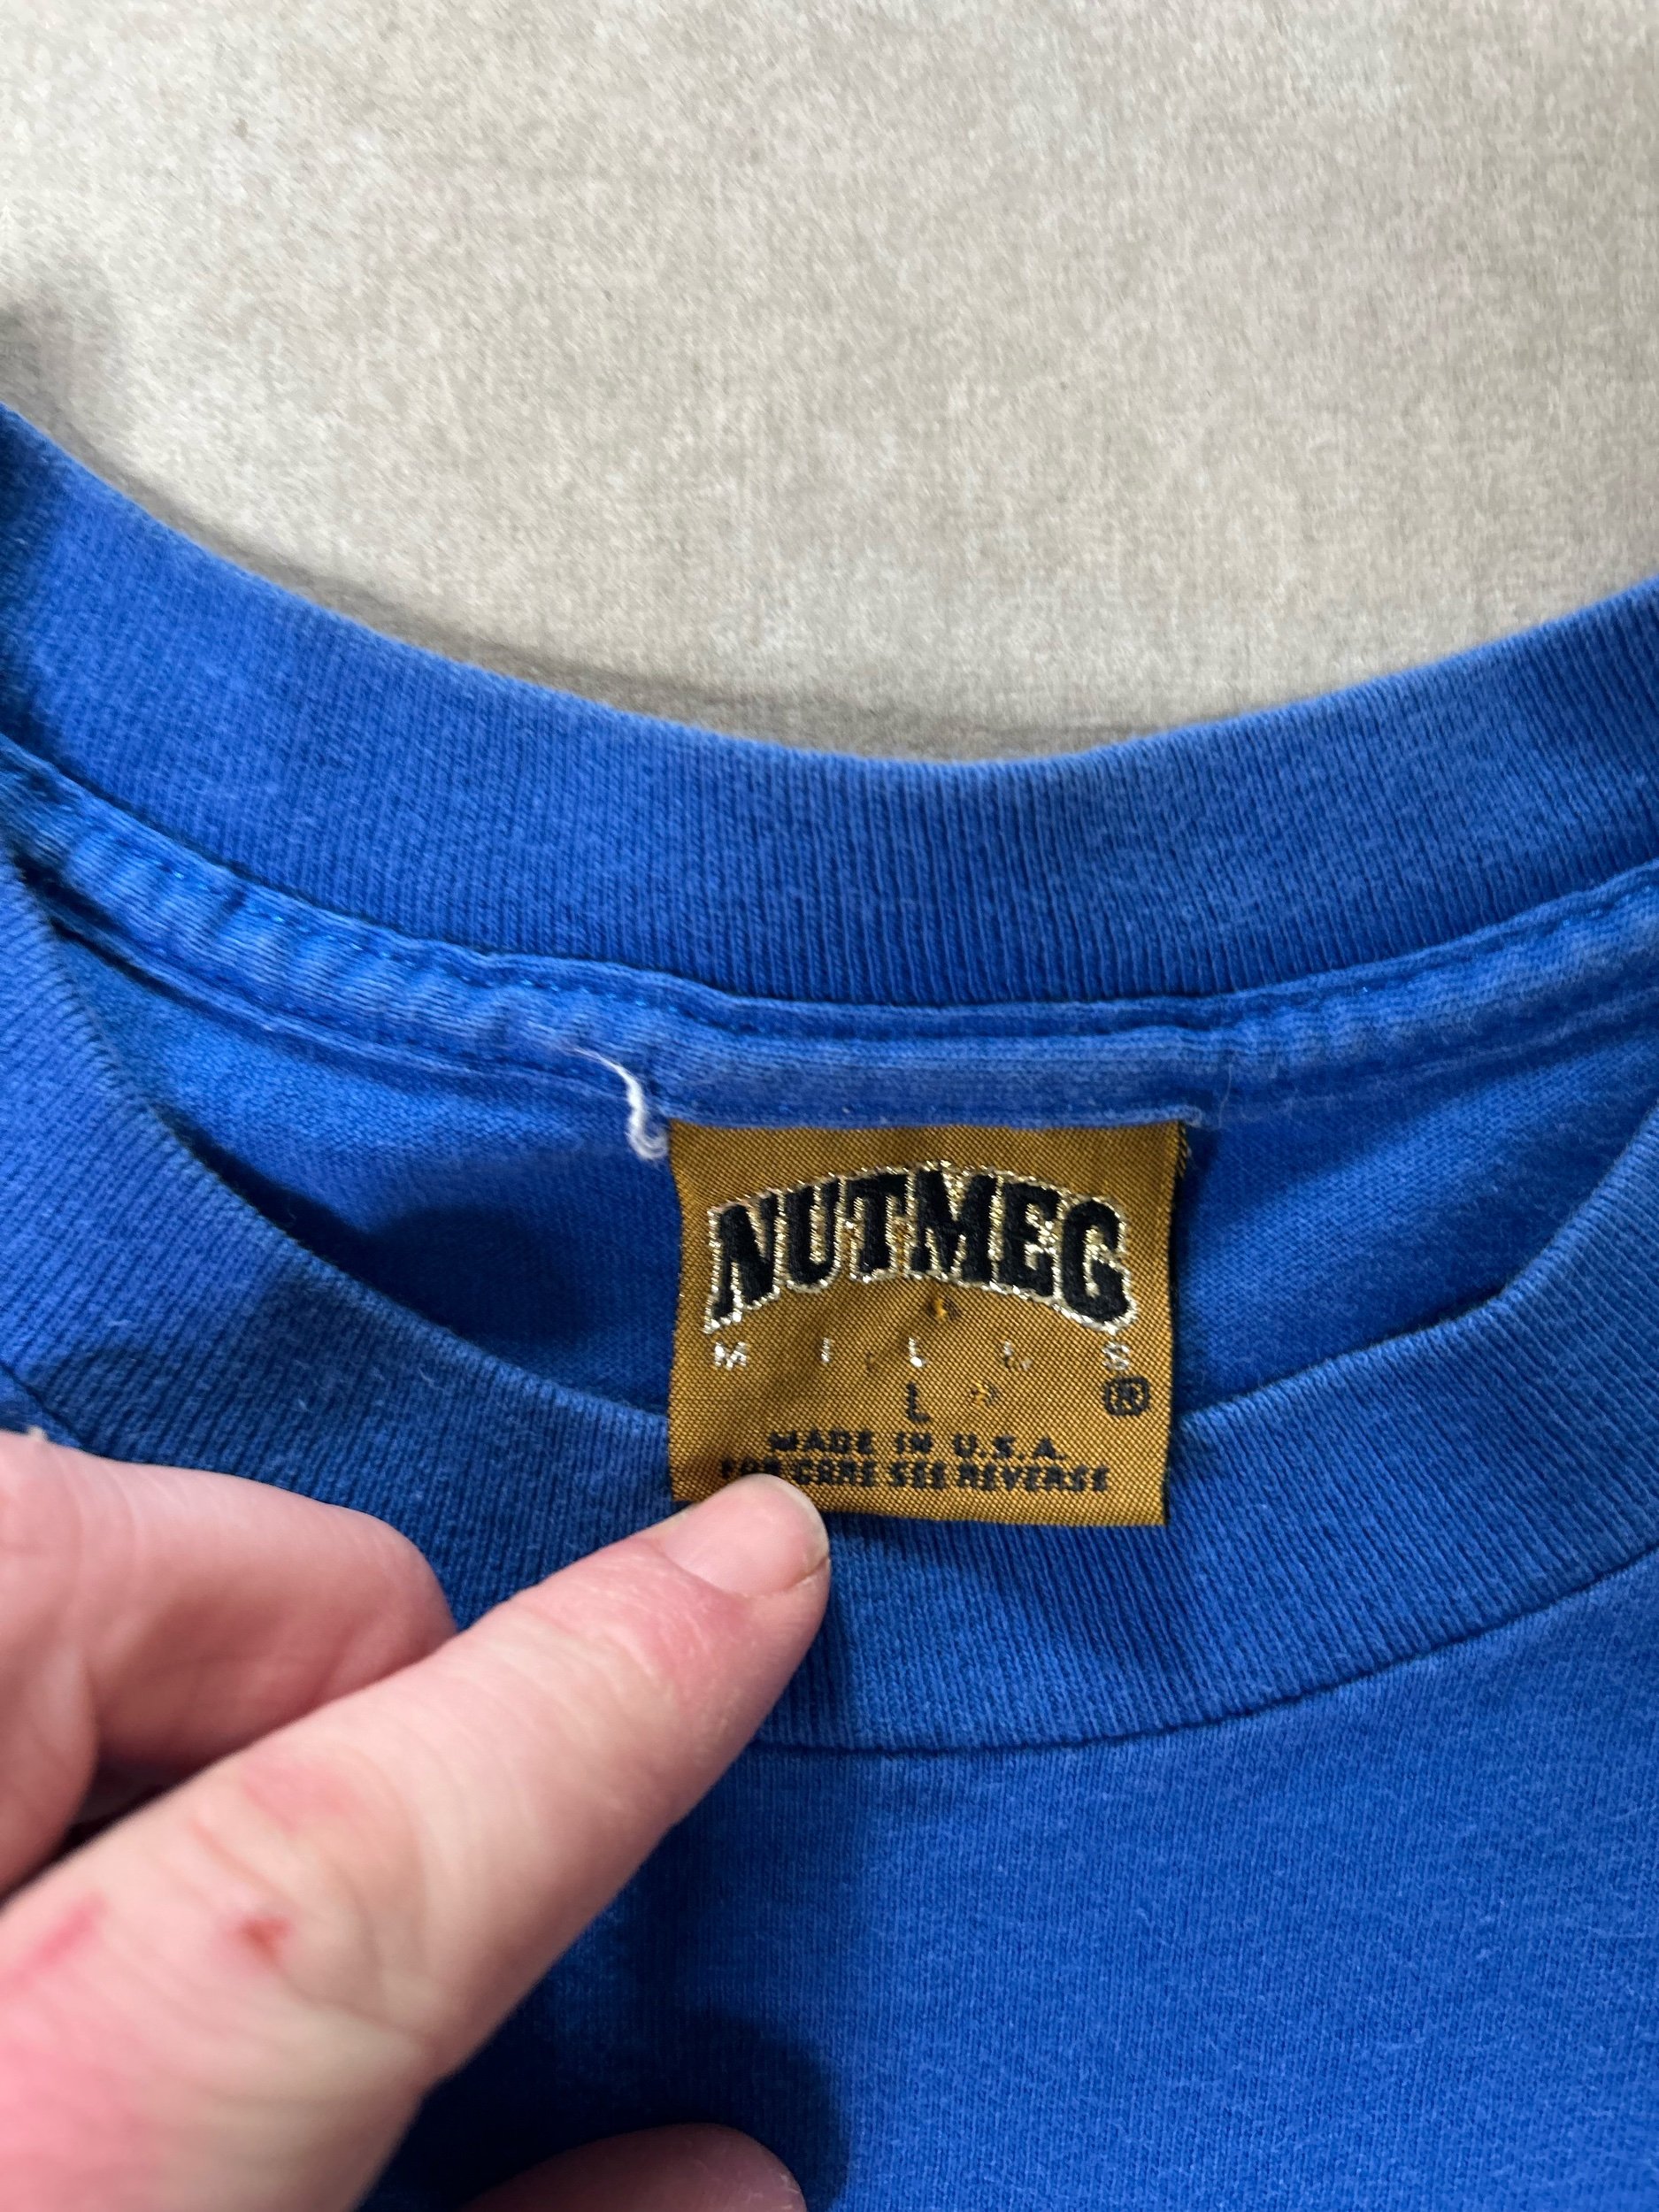 NUTMEG
MILLS
L ®
MADE IN U.S.A.
FOR CARE SEE REVERSE